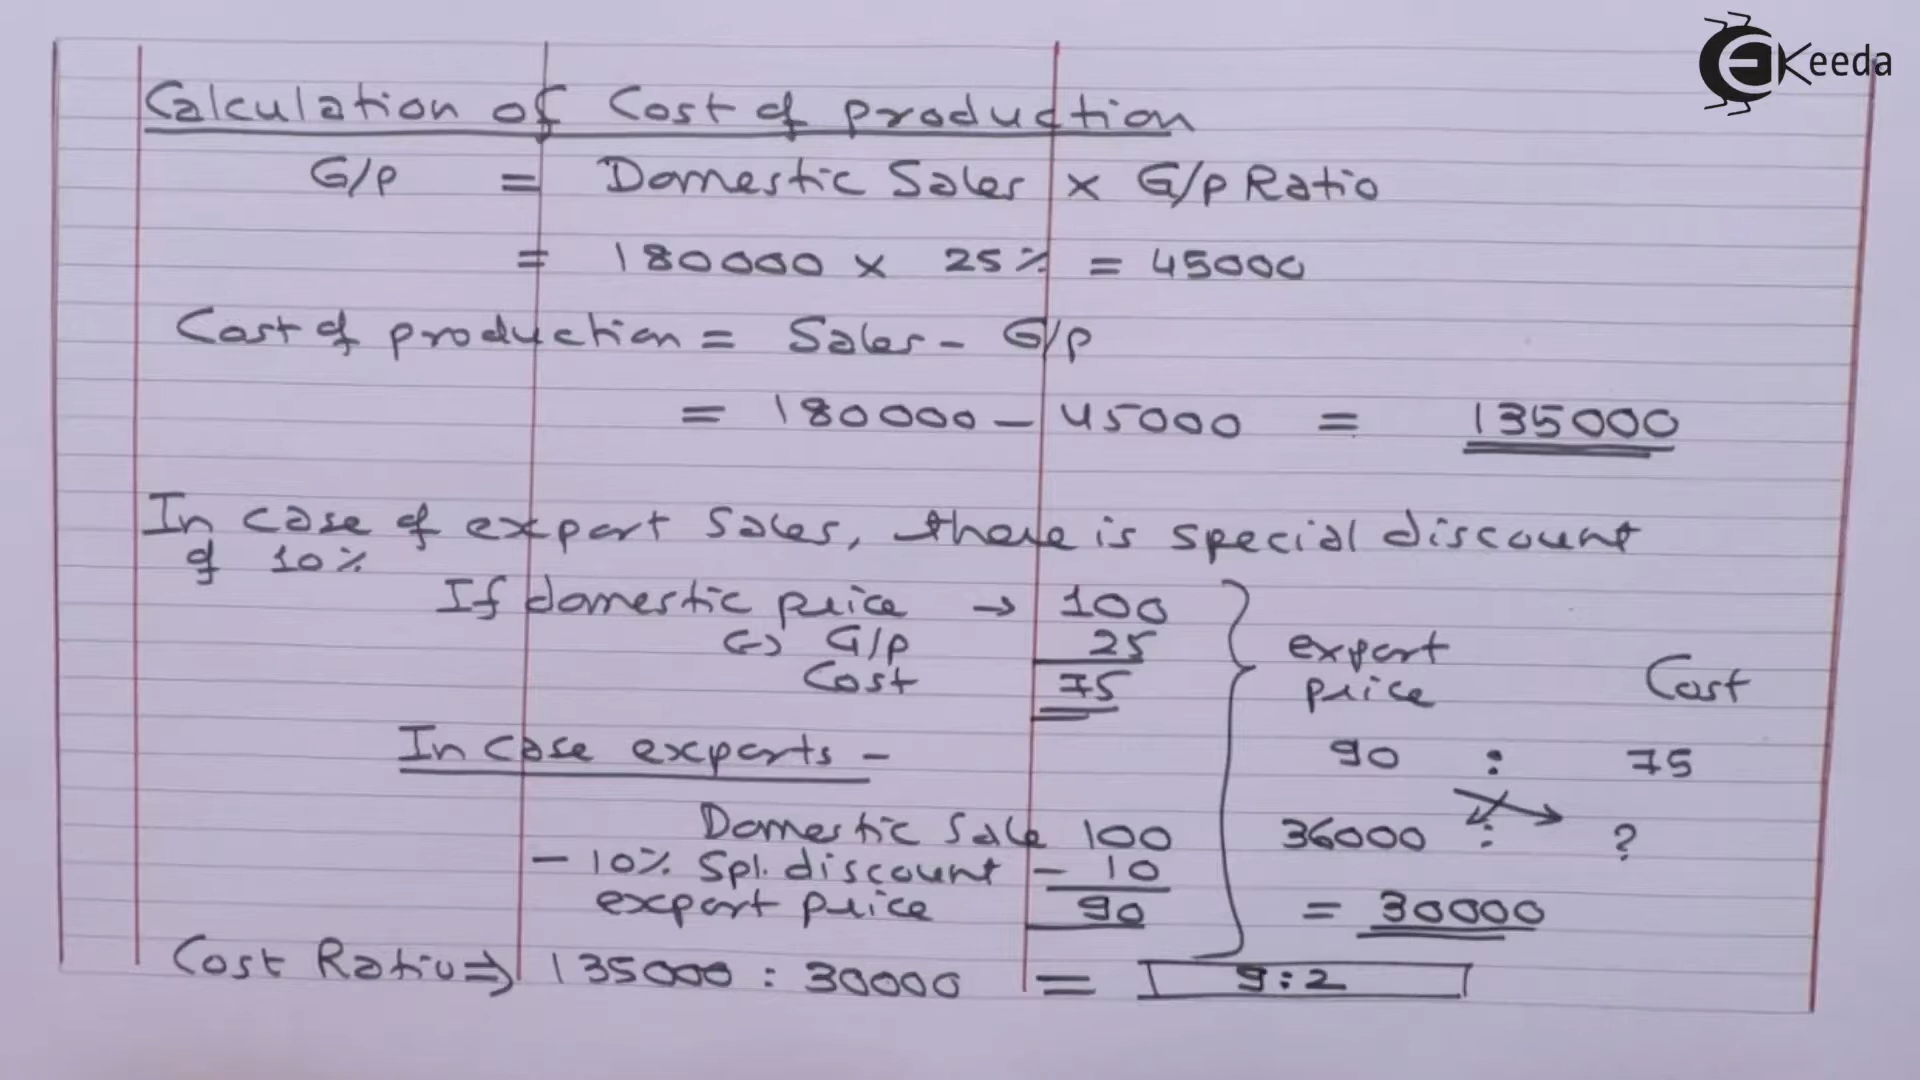 EKeeda
Calculation of Cost of production
G/p = Domestic Sales × G/p Ratio
= 180000 × 25% = 45000
Cost of production = Sales - G/p
= 180000 - 45000 = 135000
In case of export sales, there is special discount
of 10%
If domestic price → 100
(-) G/p 25
Cost 75
export price Cost
90 : 75
36000 : ?
= 30000
In case exports -
Domestic Sale 100
- 10% Spl. discount - 10
export price 90
Cost Ratio ⇒ 135000 : 30000 = 9:2